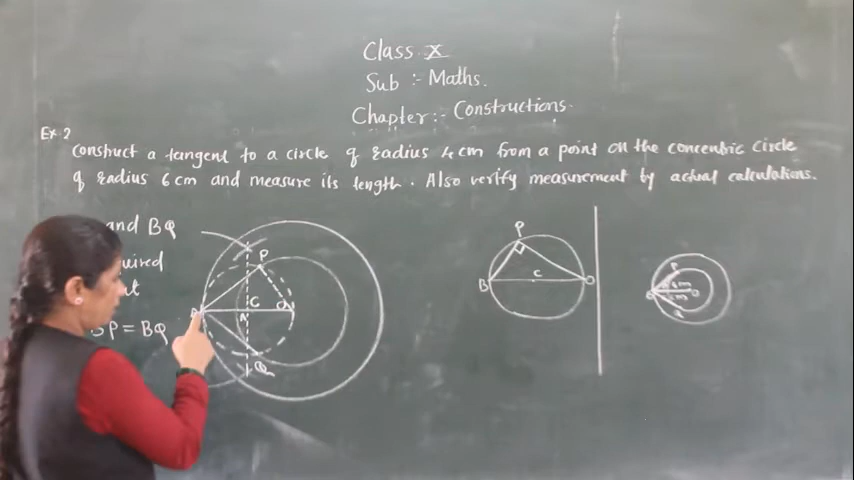 Class X
Sub :- Maths.
Chapter:- Constructions.
Ex 2
Construct a tangent to a circle of radius 4 cm from a point on the concentric circle
of radius 6 cm and measure its length. Also verify measurement by actual calculations.
and BQ
BP = BQ
P
C
O
Q
P
B
C
O
P
O
Q